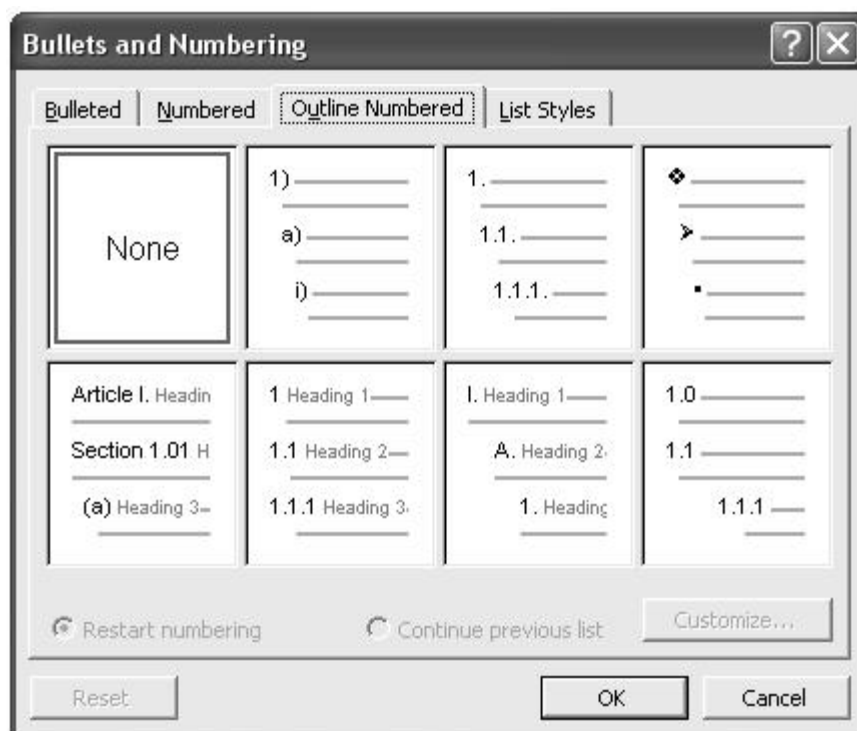 Bullets and Numbering
Bulleted Numbered Outline Numbered List Styles
None
1)
a)
i)
1.
1.1.
1.1.1.
Article I. Headin
Section 1.01 H
(a) Heading 3
1 Heading 1
1.1 Heading 2
1.1.1 Heading 3
I. Heading 1
A. Heading 2
1. Heading
1.0
1.1
1.1.1
Restart numbering Continue previous list Customize...
Reset OK Cancel